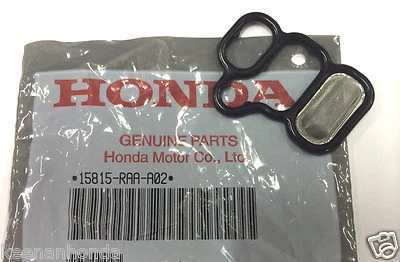 HONDA
GENUINE PARTS
Honda Motor Co., Ltd
*15815-RAA-A02*
keenanhonda